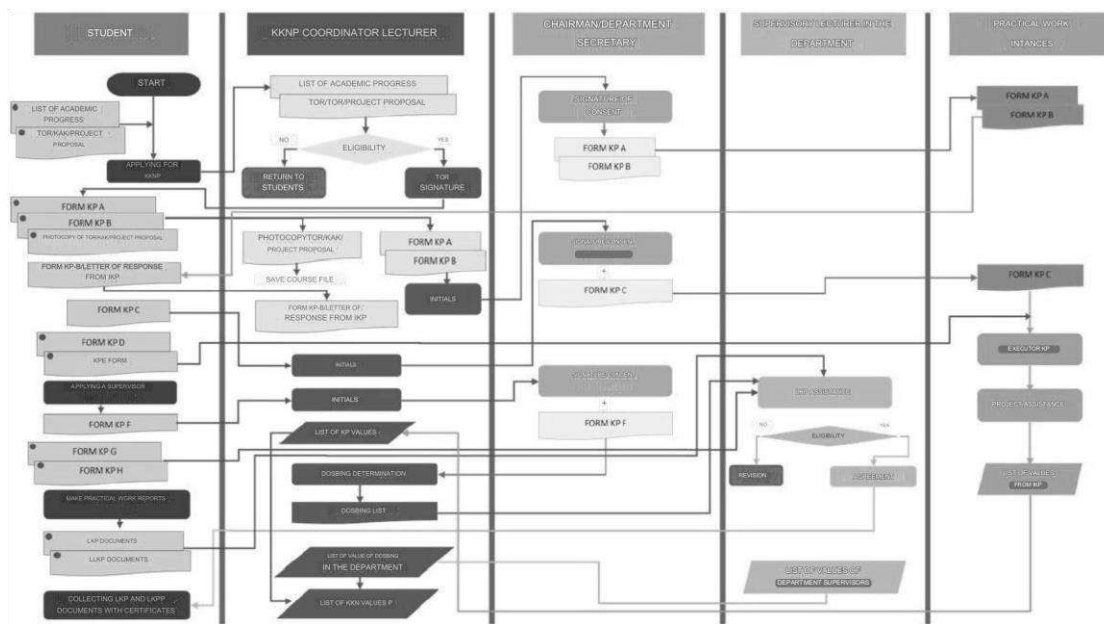 STUDENT
KKNP COORDINATOR LECTURER
CHAIRMAN/DEPARTMENT
SECRETARY
SUPERVISORY LECTURER IN THE
DEPARTMENT
PRACTICAL WORK
INTANCES
START
LIST OF ACADEMIC
PROGRESS
TOR/KAK/PROJECT
PROPOSAL
APPLYING FOR
KKNP
FORM KP A
FORM KP B
PHOTOCOPY OF TOR/KAK/PROJECT PROPOSAL
FORM KP-B/LETTER OF RESPONSE
FROM IKP
FORM KP C
FORM KP D
KPE FORM
APPLYING A SUPERVISOR
FORM KP F
FORM KP G
FORM KP H
MAKE PRACTICAL WORK REPORTS
LKP DOCUMENTS
LLKP DOCUMENTS
COLLECTING LKP AND LKPP
DOCUMENTS WITH CERTIFICATES
LIST OF ACADEMIC PROGRESS
TOR/TOR/PROJECT PROPOSAL
NO
ELIGIBILITY
YES
RETURN TO
STUDENTS
TOR
SIGNATURE
PHOTOCOPYTOR/KAK/
PROJECT PROPOSAL
FORM KP A
FORM KP B
SAVE COURSE FILE
INITIALS
FORM KP-B/LETTER OF
RESPONSE FROM IKP
INITIALS
INITIALS
LIST OF KP VALUES
DOSBING DETERMINATION
DOSBING LIST
LIST OF VALUE OF DOSBING
IN THE DEPARTMENT
LIST OF KKN VALUES P
SIGNATURE OF
CONSENT
FORM KP A
FORM KP B
+
FORM KP C
+
FORM KP F
LKP ASSISTANCE
NO
ELIGIBILITY
YES
REVISION
AGREEMENT
LIST OF VALUES OF
DEPARTMENT SUPERVISORS
FORM KP A
FORM KP B
FORM KP C
EXECUTOR KP
PROJECT ASSISTANCE
LIST OF VALUES
FROM IKP